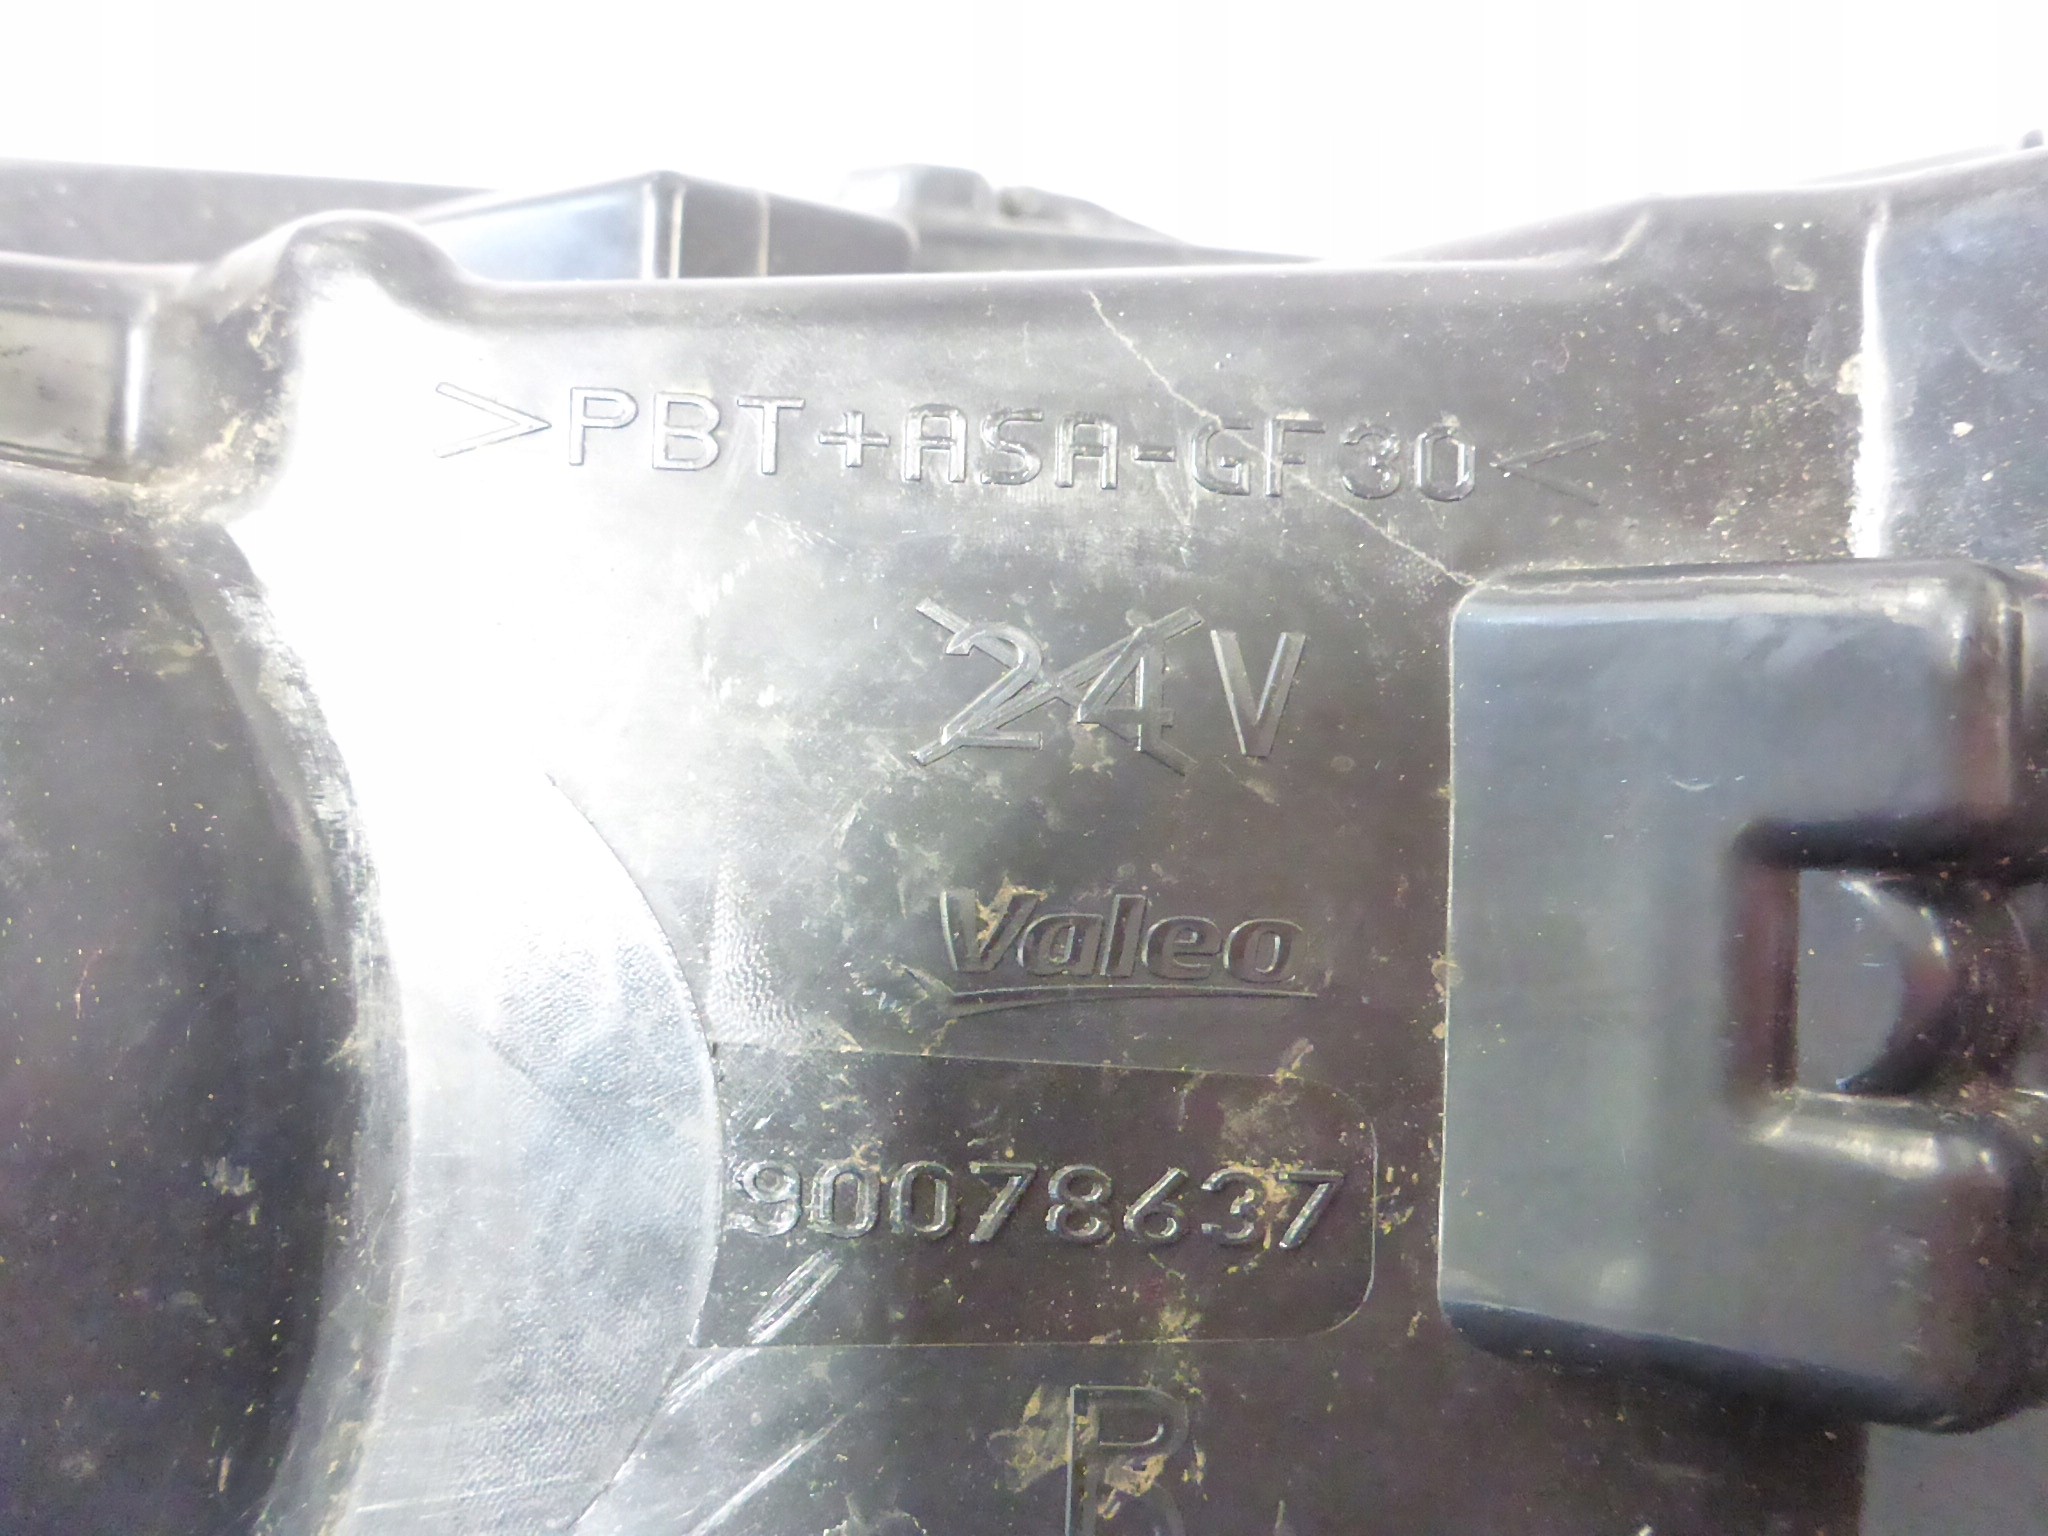 >PBT+ASA-GF30<
24V
Valeo
90078637
R